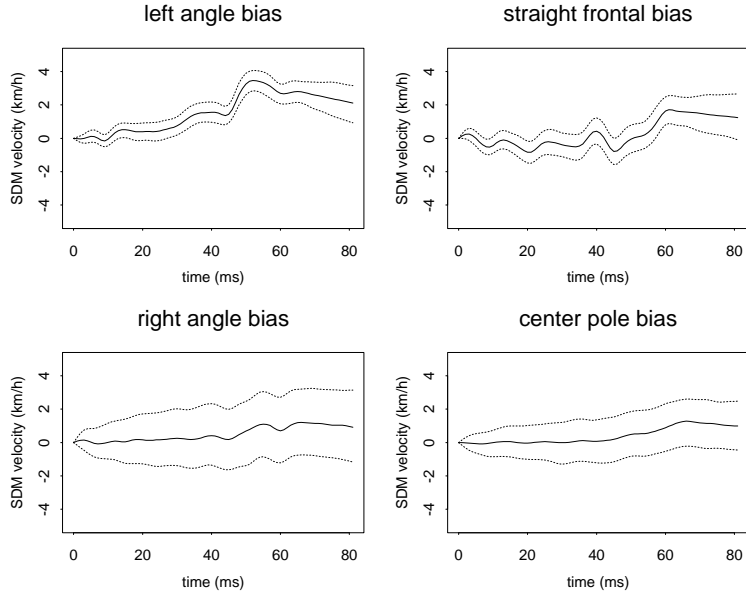 left angle bias
SDM velocity (km/h)
4
2
0
-2
-4
0 20 40 60 80
time (ms)
straight frontal bias
SDM velocity (km/h)
4
2
0
-2
-4
0 20 40 60 80
time (ms)
right angle bias
SDM velocity (km/h)
4
2
0
-2
-4
0 20 40 60 80
time (ms)
center pole bias
SDM velocity (km/h)
4
2
0
-2
-4
0 20 40 60 80
time (ms)